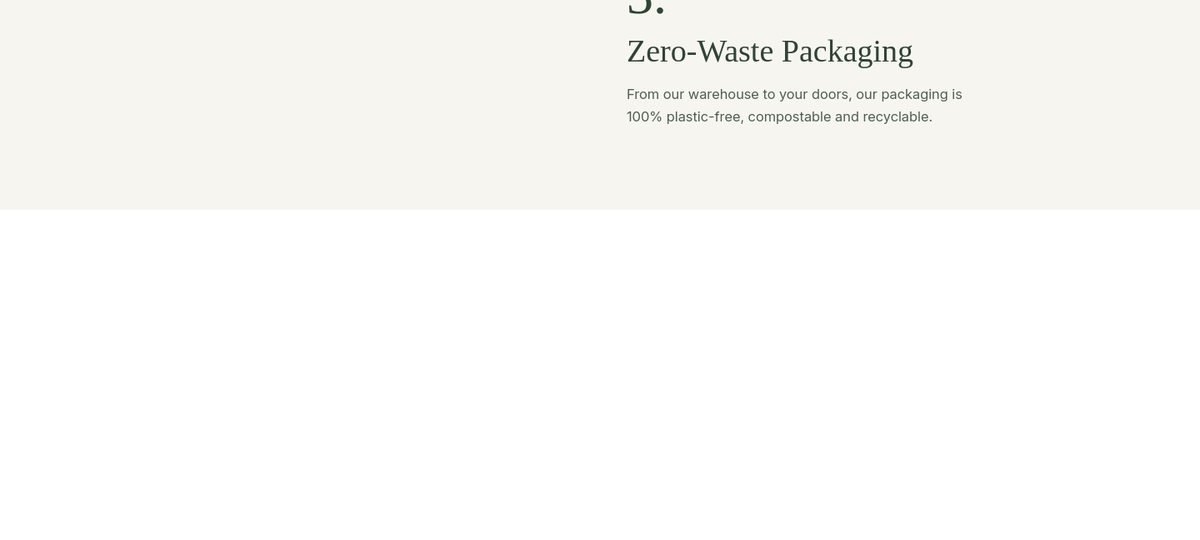 Zero-Waste Packaging
From our warehouse to your doors, our packaging is
100% plastic-free, compostable and recyclable.